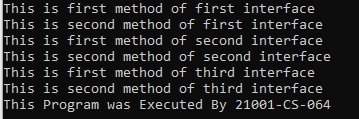 This is first method of first interface
This is second method of first interface
This is first method of second interface
This is second method of second interface
This is first method of third interface
This is second method of third interface
This Program was Executed By 21001-CS-064